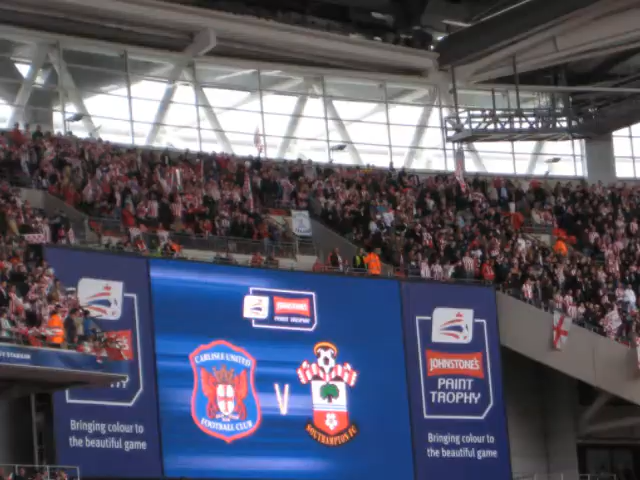 JOHNSTONE'S
PAINT TROPHY
CARLISLE UNITED
FOOTBALL CLUB
V
SOUTHAMPTON FC
JOHNSTONE'S
PAINT
TROPHY
Bringing colour to
the beautiful game
Bringing colour to
the beautiful game
STADIUM